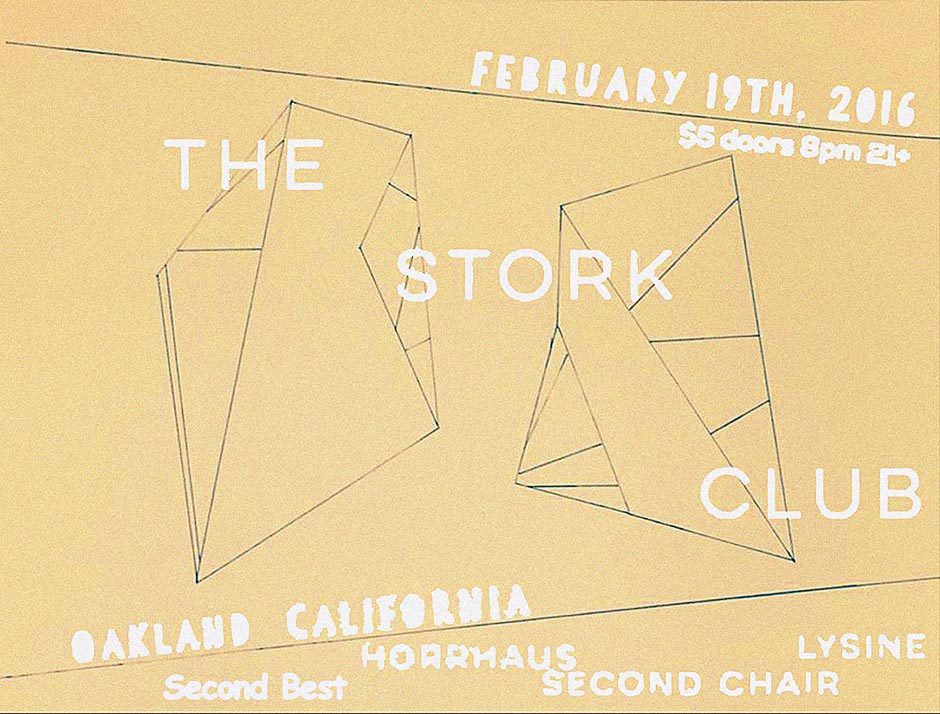 FEBRUARY 19TH, 2016
$5 doors 8pm 21+
THE
STORK
CLUB
OAKLAND CALIFORNIA
HORRHAUS
LYSINE
Second Best
SECOND CHAIR